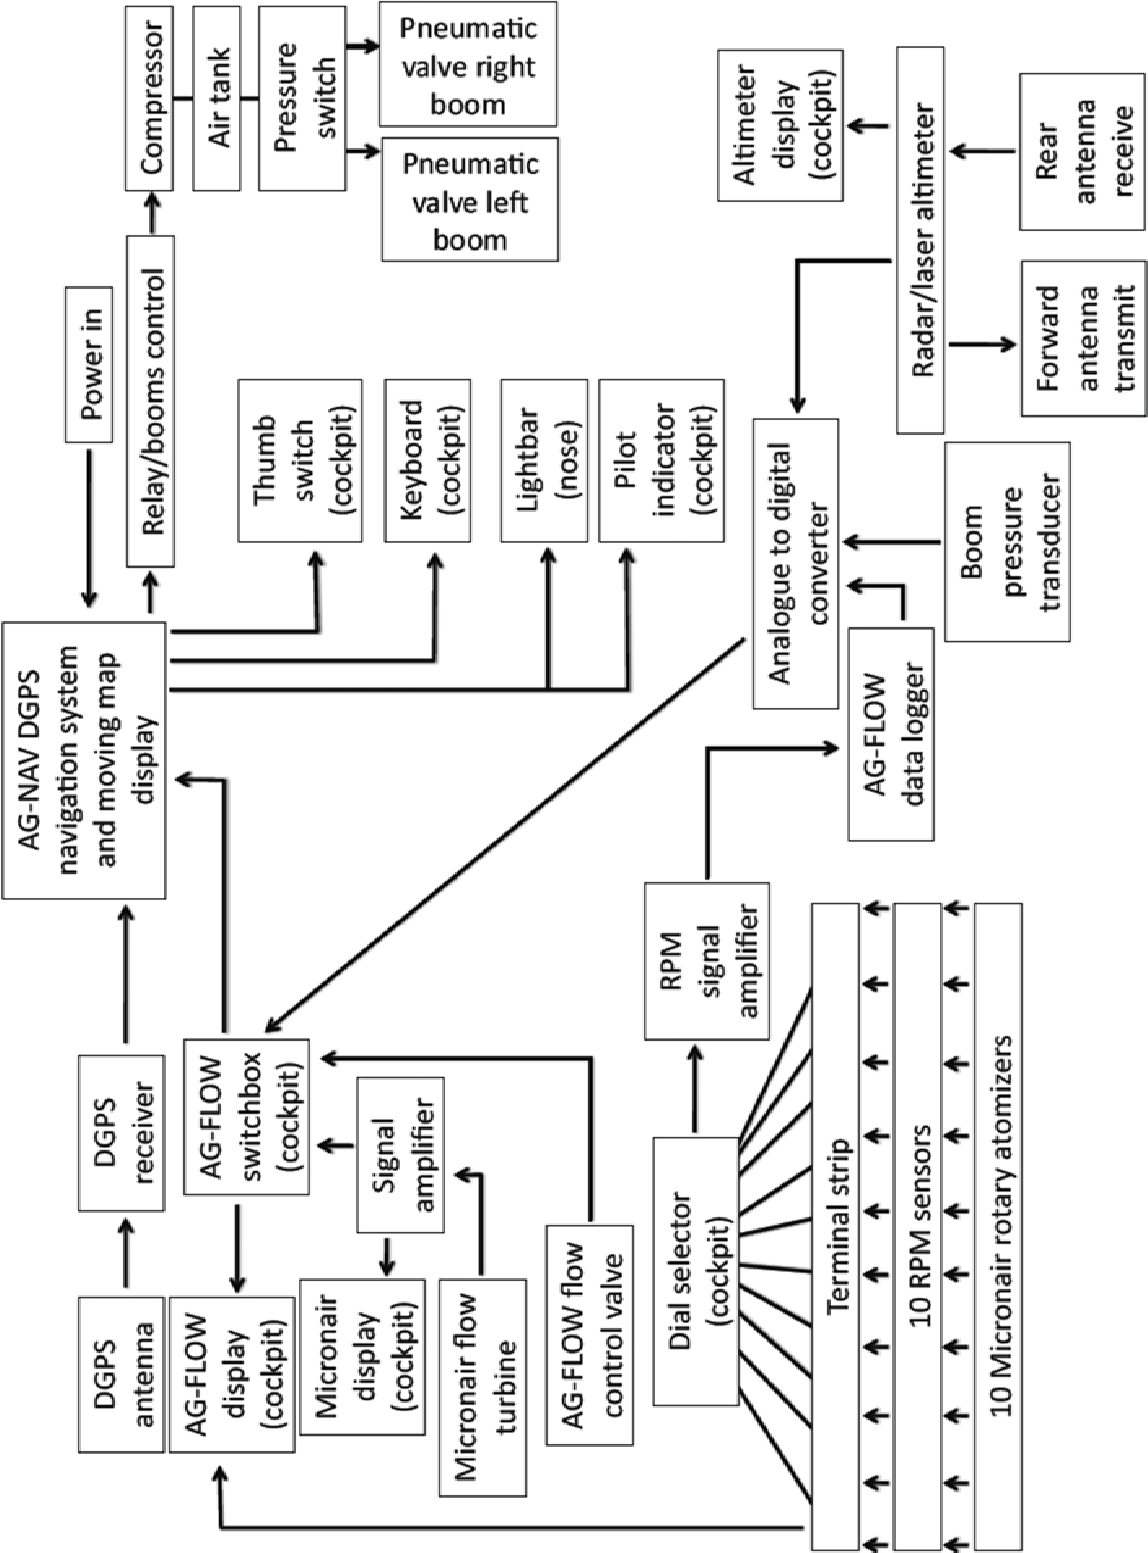 Compressor
Air tank
Pressure
switch
Pneumatic
valve right
boom
Pneumatic
valve left
boom
Power in
Relay/booms control
Thumb
switch
(cockpit)
Keyboard
(cockpit)
Lightbar
(nose)
Pilot
indicator
(cockpit)
Altimeter
display
(cockpit)
Radar/laser altimeter
Rear
antenna
receive
Forward
antenna
transmit
Analogue to digital
converter
Boom
pressure
transducer
AG-FLOW
data logger
AG-NAV DGPS
navigation system
and moving map
display
DGPS
receiver
DGPS
antenna
AG-FLOW
switchbox
(cockpit)
AG-FLOW
display
(cockpit)
Signal
amplifier
Micronair
display
(cockpit)
Micronair flow
turbine
AG-FLOW flow
control valve
RPM
signal
amplifier
Dial selector
(cockpit)
Terminal strip
10 RPM sensors
10 Micronair rotary atomizers